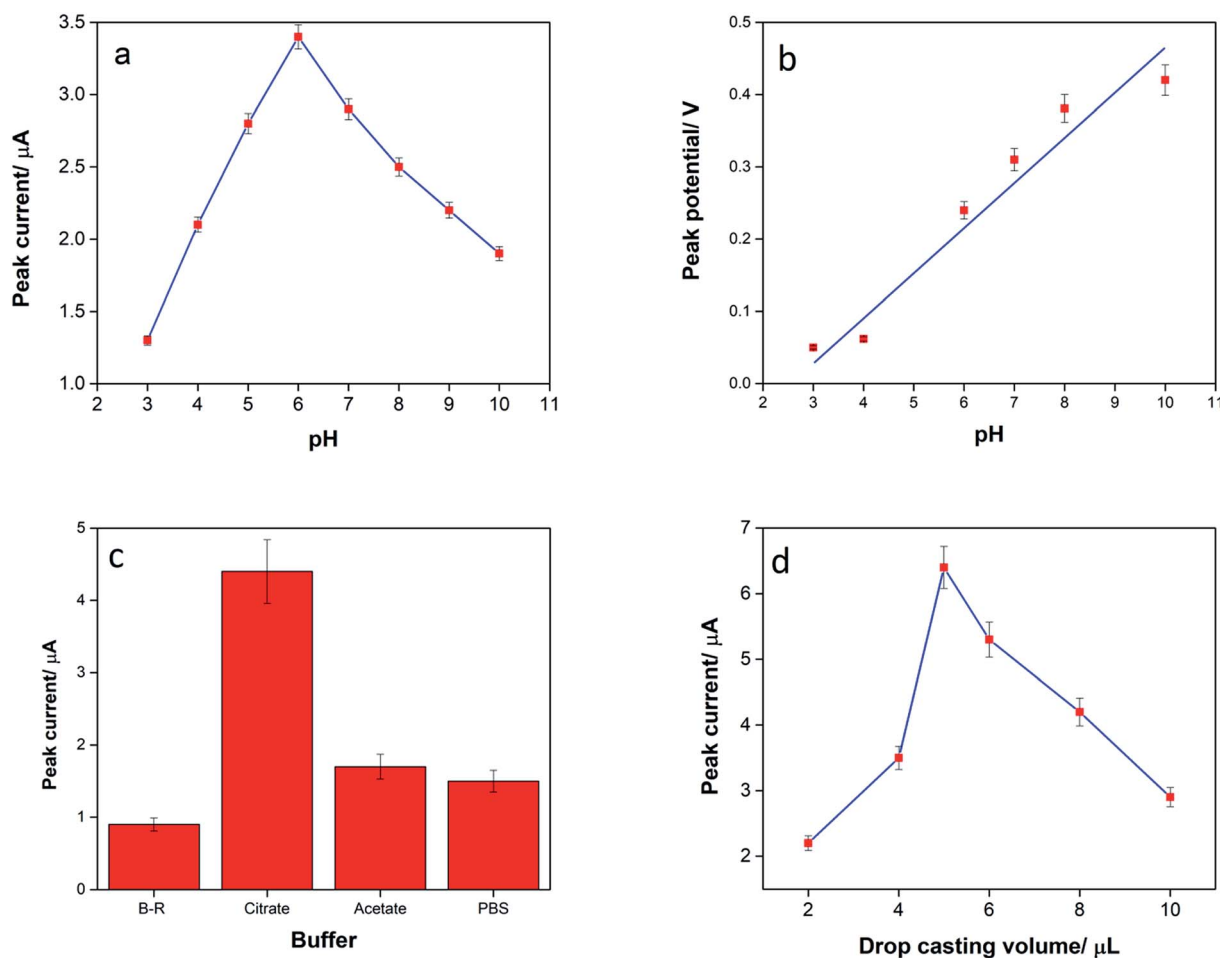 a
Peak current/ μA
3.5
3.0
2.5
2.0
1.5
1.0
2 3 4 5 6 7 8 9 10 11
pH
b
Peak potential/ V
0.5
0.4
0.3
0.2
0.1
0.0
2 3 4 5 6 7 8 9 10 11
pH
c
Peak current/ μA
5
4
3
2
1
0
B-R Citrate Acetate PBS
Buffer
d
Peak current/ μA
7
6
5
4
3
2
2 4 6 8 10
Drop casting volume/ μL